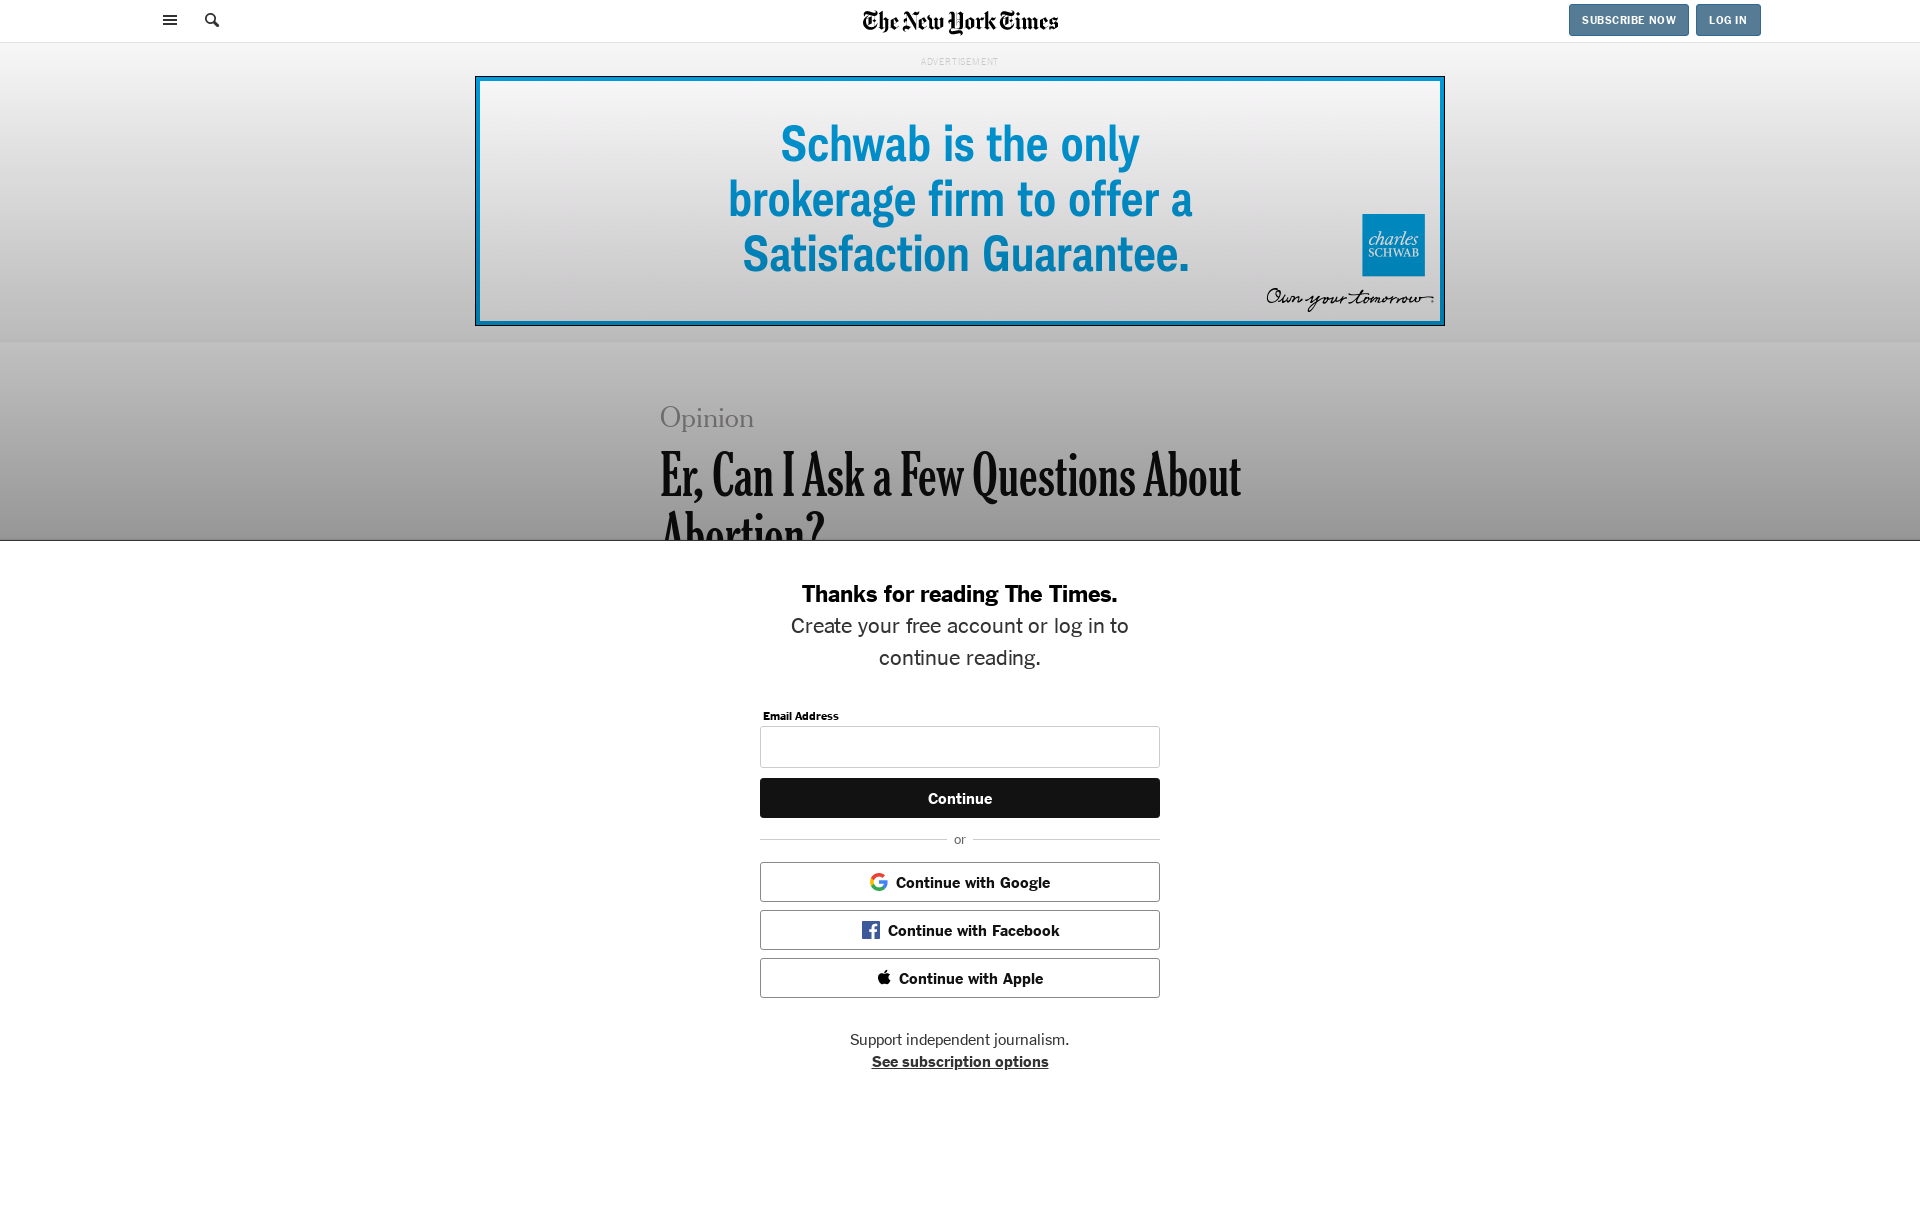 The New York Times
SUBSCRIBE NOW
LOG IN
ADVERTISEMENT
Schwab is the only
brokerage firm to offer a
Satisfaction Guarantee.
charles
SCHWAB
Own your tomorrow
Opinion
Er, Can I Ask a Few Questions About
Abortion?
Thanks for reading The Times.
Create your free account or log in to
continue reading.
Email Address
Continue
or
Continue with Google
Continue with Facebook
Continue with Apple
Support independent journalism.
See subscription options